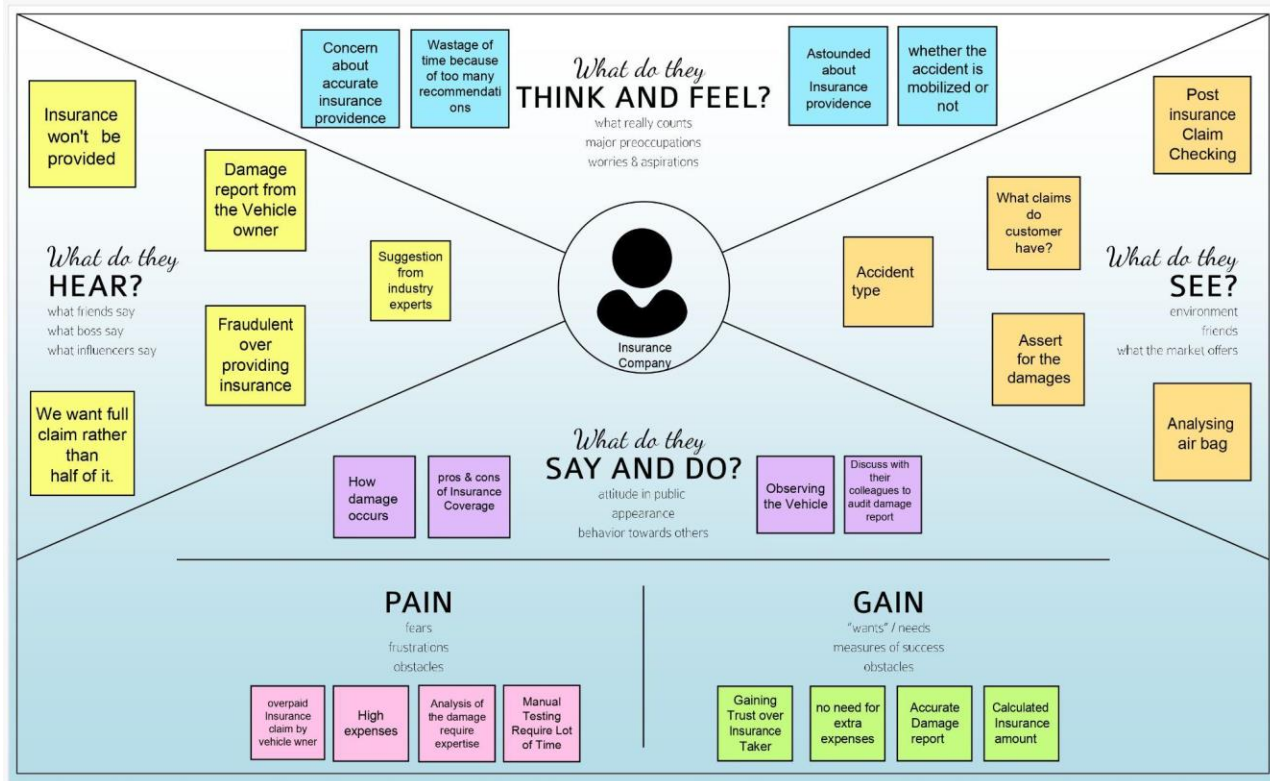 Concern
about
accurate
insurance
providence
Wastage of
time because
of too many
recommendati
ons
What do they
THINK AND FEEL?
what really counts
major preoccupations
worries & aspirations
Astounded
about
Insurance
providence
whether the
accident is
mobilized or
not
Insurance
won't be
provided
Damage
report from
the Vehicle
owner
Suggestion
from
industry
experts
What do they
HEAR?
what friends say
what boss say
what influencers say
Fraudulent
over
providing
insurance
We want full
claim rather
than
half of it.
Insurance
Company
Post
insurance
Claim
Checking
What claims
do
customer
have?
Accident
type
What do they
SEE?
environment
friends
what the market offers
Assert
for the
damages
Analysing
air bag
What do they
SAY AND DO?
attitude in public
appearance
behavior towards others
How
damage
occurs
pros & cons
of Insurance
Coverage
Observing
the Vehicle
Discuss with
their
colleagues to
audit damage
report
PAIN
fears
frustrations
obstacles
overpaid
Insurance
claim by
vehicle wner
High
expenses
Analysis of
the damage
require
expertise
Manual
Testing
Require Lot
of Time
GAIN
"wants" / needs
measures of success
obstacles
Gaining
Trust over
Insurance
Taker
no need for
extra
expenses
Accurate
Damage
report
Calculated
Insurance
amount